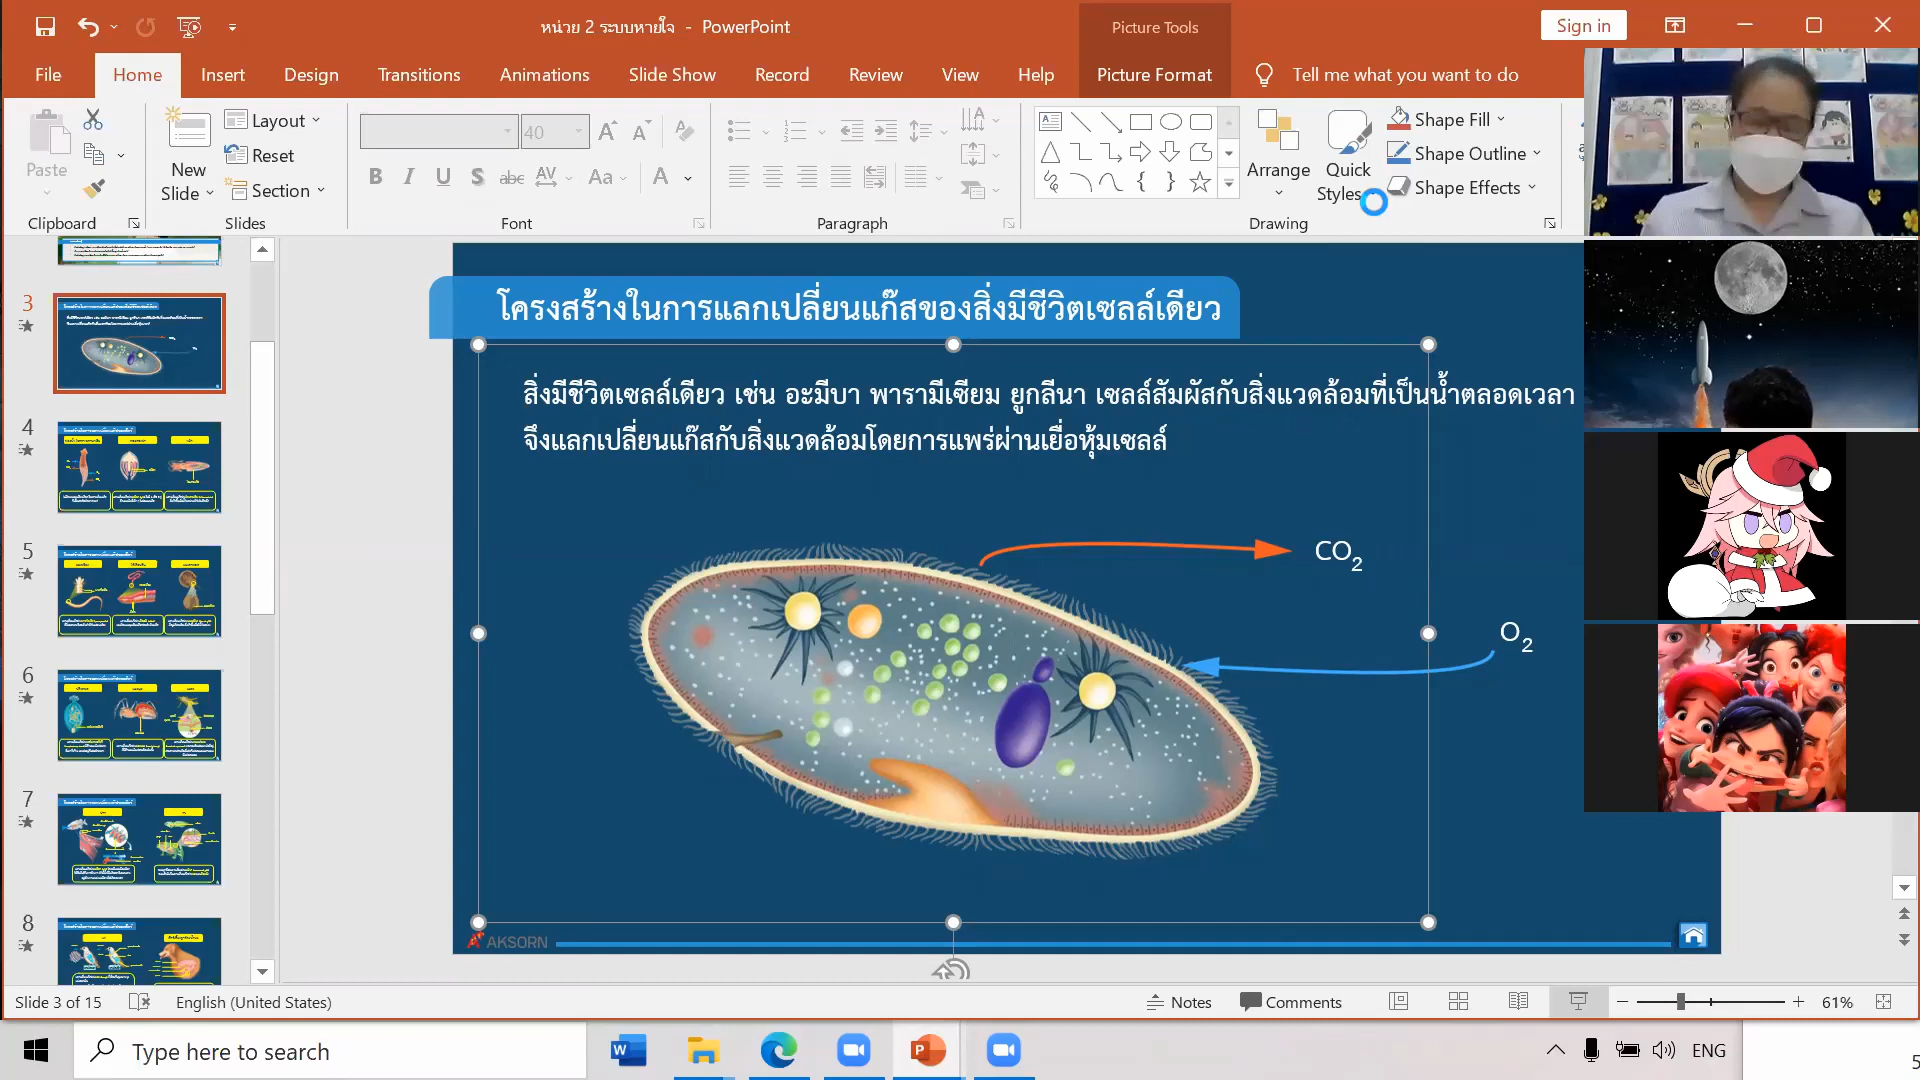 หน่วย 2 ระบบหายใจ - PowerPoint
Picture Tools
Sign in
File
Home
Insert
Design
Transitions
Animations
Slide Show
Record
Review
View
Help
Picture Format
Tell me what you want to do
Paste
New
Slide
Layout
Reset
Section
40
B I U S abc AV Aa A
Arrange
Quick
Styles
Shape Fill
Shape Outline
Shape Effects
Clipboard
Slides
Font
Paragraph
Drawing
3
4
5
6
7
8
โครงสร้างในการแลกเปลี่ยนแก๊สของสิ่งมีชีวิตเซลล์เดียว
สิ่งมีชีวิตเซลล์เดียว เช่น อะมีบา พารามีเซียม ยูกลีนา เซลล์สัมผัสกับสิ่งแวดล้อมที่เป็นน้ำตลอดเวลา
จึงแลกเปลี่ยนแก๊สกับสิ่งแวดล้อมโดยการแพร่ผ่านเยื่อหุ้มเซลล์
CO2
O2
AKSORN
Slide 3 of 15
English (United States)
Notes
Comments
61%
Type here to search
ENG
5